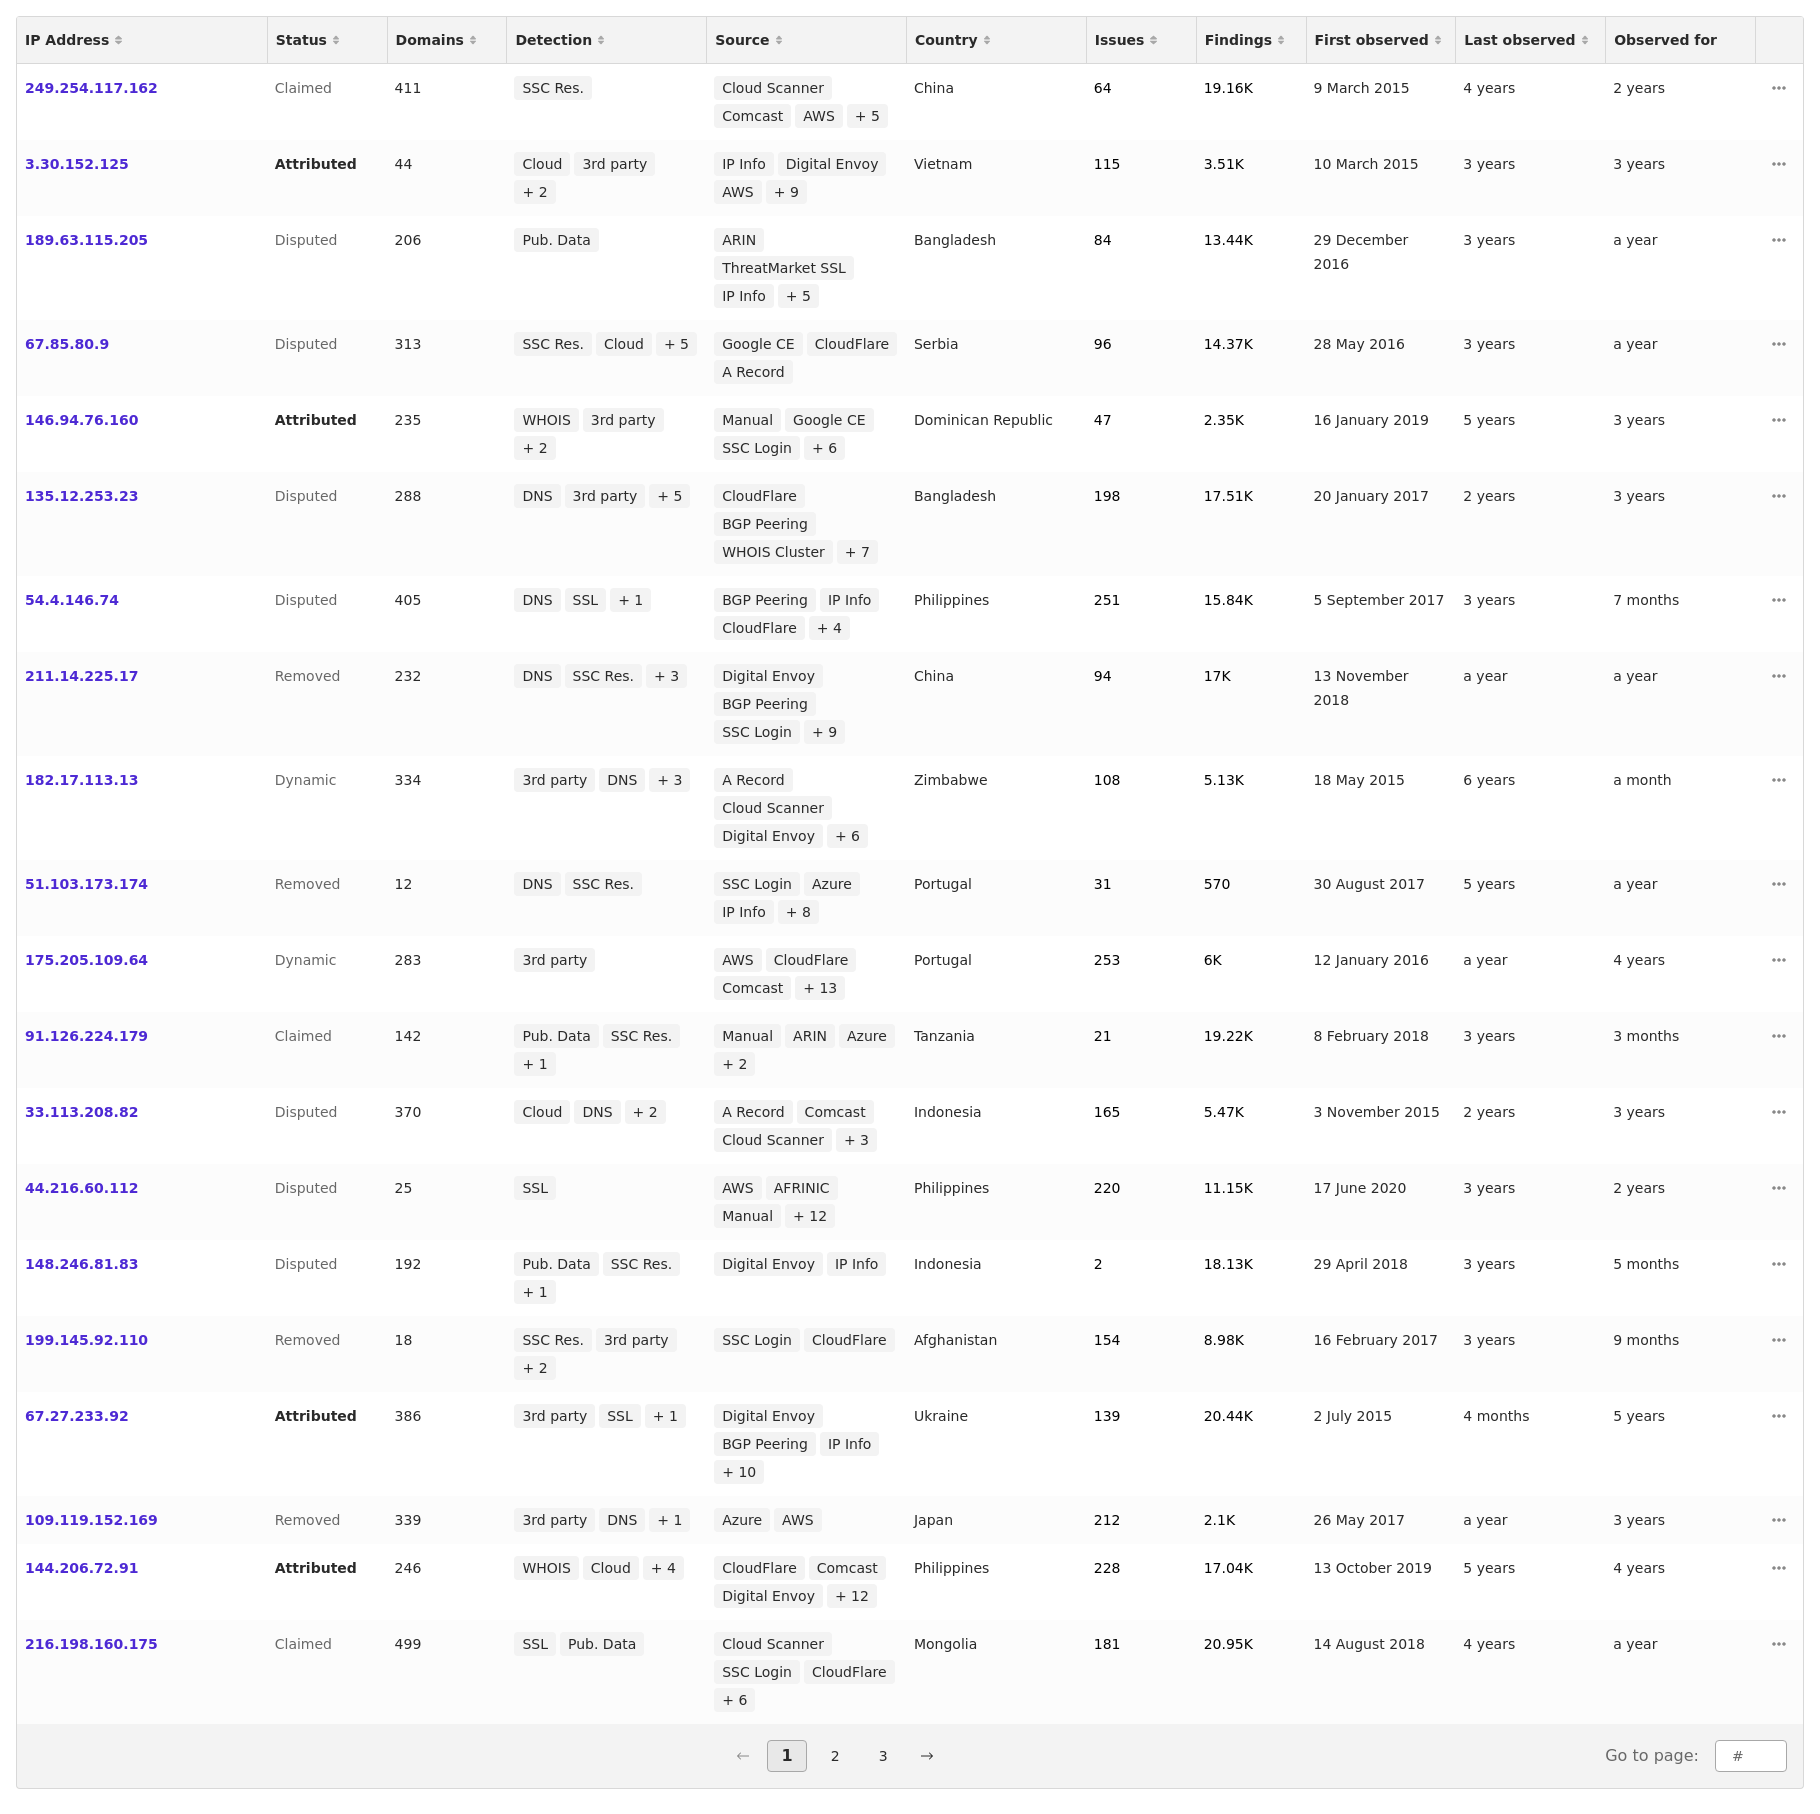 IP Address Status Domains Detection Source Country Issues Findings First observed Last observed Observed for
249.254.117.162 Claimed 411 SSC Res. Cloud Scanner China 64 19.16K 9 March 2015 4 years 2 years
Comcast AWS + 5
3.30.152.125 Attributed 44 Cloud 3rd party IP Info Digital Envoy Vietnam 115 3.51K 10 March 2015 3 years 3 years
+ 2 AWS + 9
189.63.115.205 Disputed 206 Pub. Data ARIN Bangladesh 84 13.44K 29 December 3 years a year
ThreatMarket SSL 2016
IP Info + 5
67.85.80.9 Disputed 313 SSC Res. Cloud + 5 Google CE CloudFlare Serbia 96 14.37K 28 May 2016 3 years a year
A Record
146.94.76.160 Attributed 235 WHOIS 3rd party Manual Google CE Dominican Republic 47 2.35K 16 January 2019 5 years 3 years
+ 2 SSC Login + 6
135.12.253.23 Disputed 288 DNS 3rd party + 5 CloudFlare Bangladesh 198 17.51K 20 January 2017 2 years 3 years
BGP Peering
WHOIS Cluster + 7
54.4.146.74 Disputed 405 DNS SSL + 1 BGP Peering IP Info Philippines 251 15.84K 5 September 2017 3 years 7 months
CloudFlare + 4
211.14.225.17 Removed 232 DNS SSC Res. + 3 Digital Envoy China 94 17K 13 November a year a year
BGP Peering 2018
SSC Login + 9
182.17.113.13 Dynamic 334 3rd party DNS + 3 A Record Zimbabwe 108 5.13K 18 May 2015 6 years a month
Cloud Scanner
Digital Envoy + 6
51.103.173.174 Removed 12 DNS SSC Res. SSC Login Azure Portugal 31 570 30 August 2017 5 years a year
IP Info + 8
175.205.109.64 Dynamic 283 3rd party AWS CloudFlare Portugal 253 6K 12 January 2016 a year 4 years
Comcast + 13
91.126.224.179 Claimed 142 Pub. Data SSC Res. Manual ARIN Azure Tanzania 21 19.22K 8 February 2018 3 years 3 months
+ 1 + 2
33.113.208.82 Disputed 370 Cloud DNS + 2 A Record Comcast Indonesia 165 5.47K 3 November 2015 2 years 3 years
Cloud Scanner + 3
44.216.60.112 Disputed 25 SSL AWS AFRINIC Philippines 220 11.15K 17 June 2020 3 years 2 years
Manual + 12
148.246.81.83 Disputed 192 Pub. Data SSC Res. Digital Envoy IP Info Indonesia 2 18.13K 29 April 2018 3 years 5 months
+ 1
199.145.92.110 Removed 18 SSC Res. 3rd party SSC Login CloudFlare Afghanistan 154 8.98K 16 February 2017 3 years 9 months
+ 2
67.27.233.92 Attributed 386 3rd party SSL + 1 Digital Envoy Ukraine 139 20.44K 2 July 2015 4 months 5 years
BGP Peering IP Info
+ 10
109.119.152.169 Removed 339 3rd party DNS + 1 Azure AWS Japan 212 2.1K 26 May 2017 a year 3 years
144.206.72.91 Attributed 246 WHOIS Cloud + 4 CloudFlare Comcast Philippines 228 17.04K 13 October 2019 5 years 4 years
Digital Envoy + 12
216.198.160.175 Claimed 499 SSL Pub. Data Cloud Scanner Mongolia 181 20.95K 14 August 2018 4 years a year
SSC Login CloudFlare
+ 6
← 1 2 3 → Go to page: #